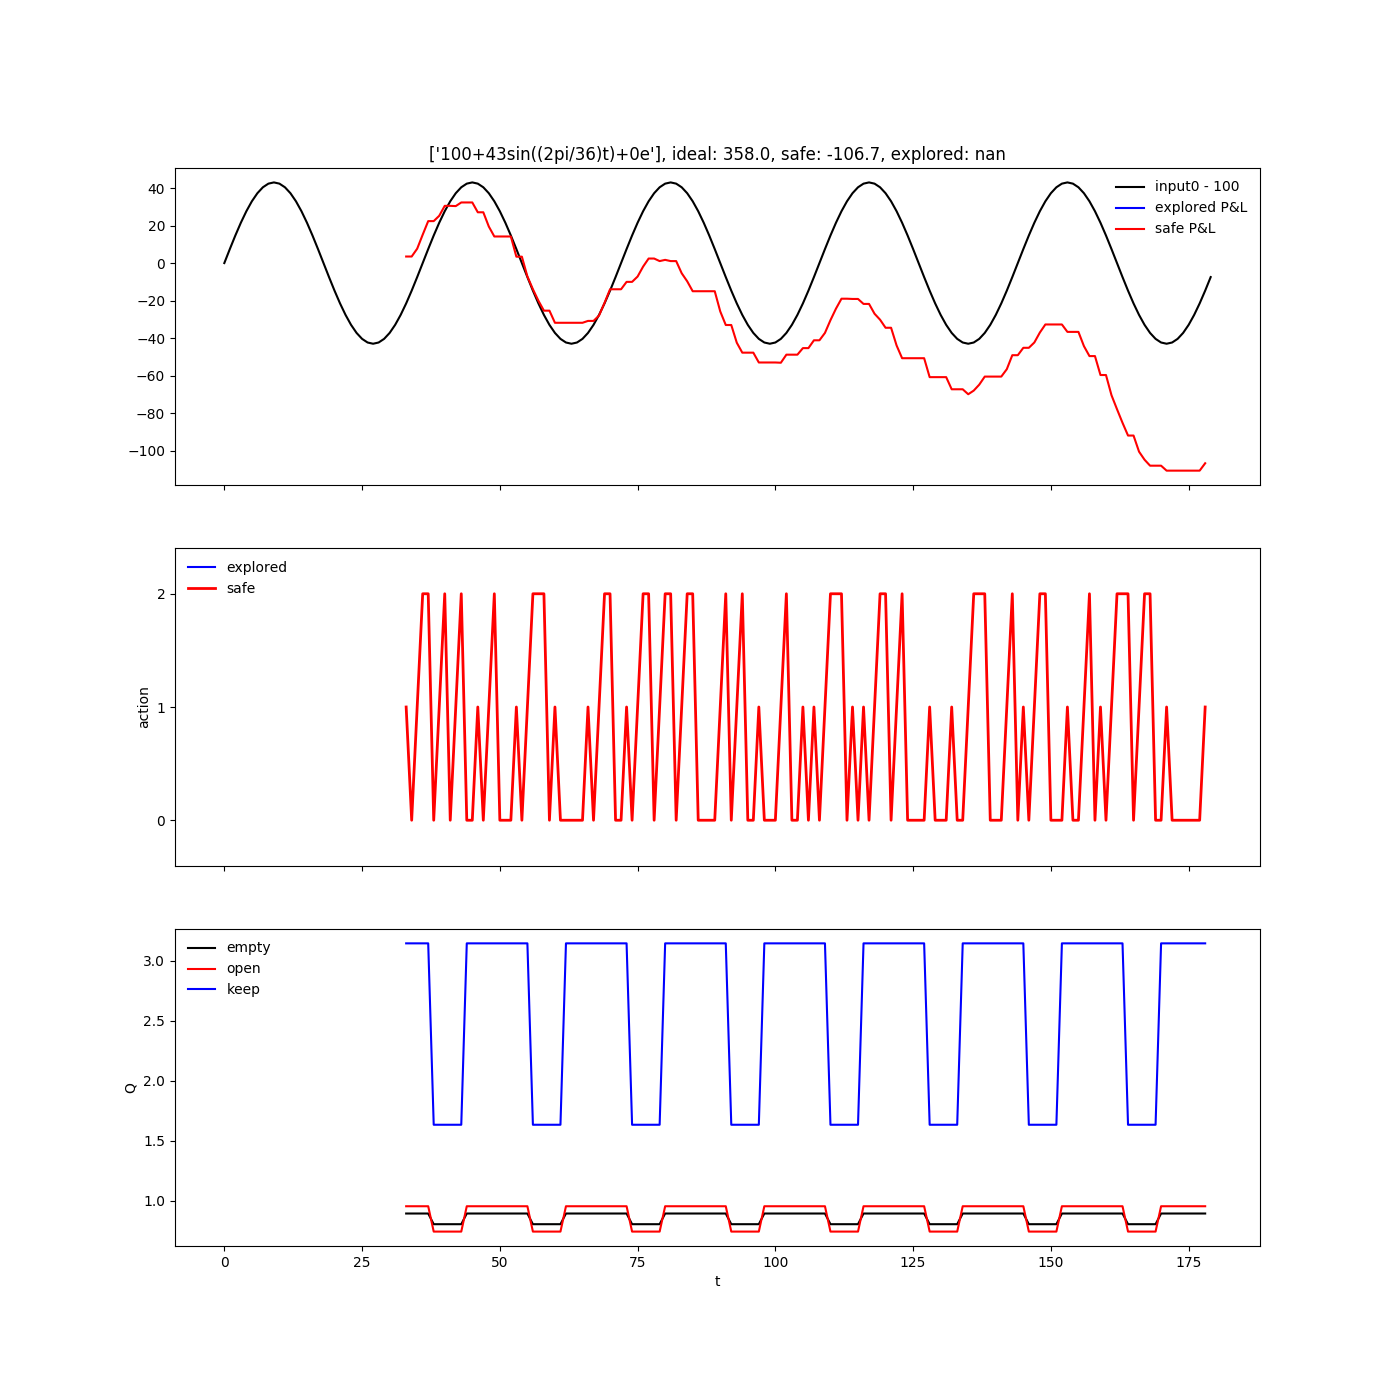 ['100+43sin((2pi/36)t)+0e'], ideal: 358.0, safe: -106.7, explored: nan
40
20
0
−20
−40
−60
−80
−100
input0 - 100
explored P&L
safe P&L
explored
safe
2
1
0
action
empty
open
keep
3.0
2.5
2.0
1.5
1.0
Q
0 25 50 75 100 125 150 175
t